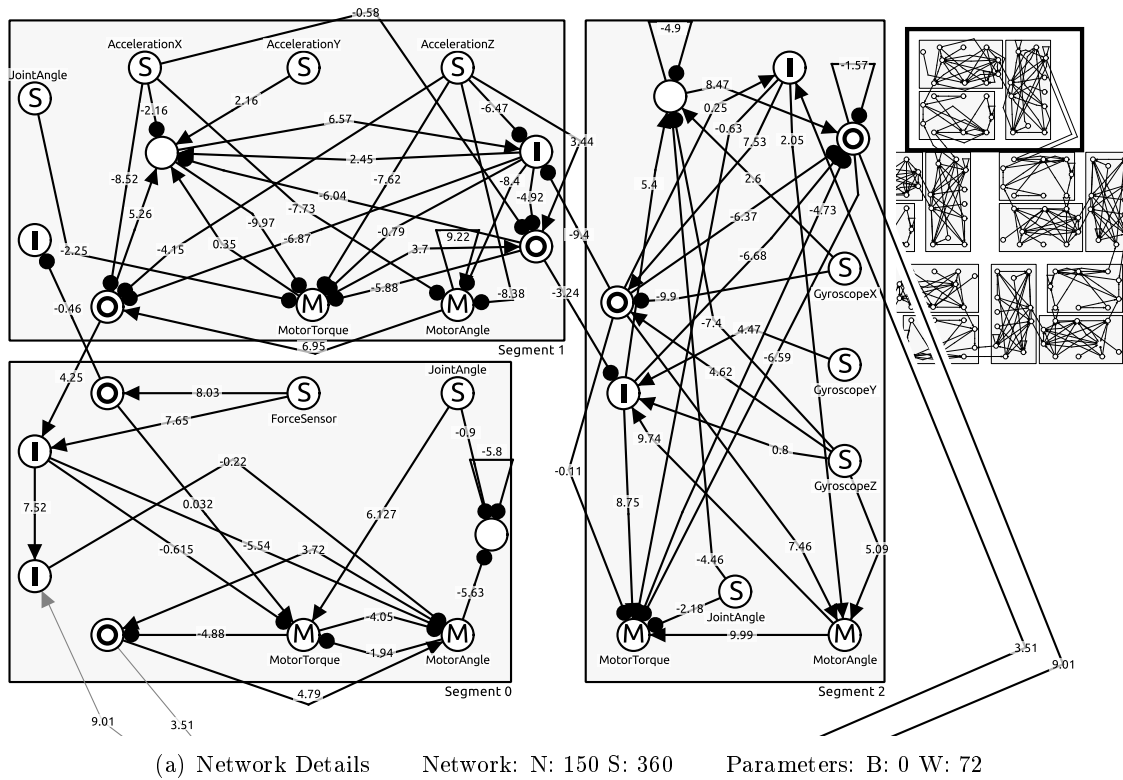 -0.58
-4.9
AccelerationX
AccelerationY
AccelerationZ
JointAngle
S
S
S
S
I
-1.57
8.47
-2.16
2.16
-6.47
0.25
-0.63
7.53
2.05
6.57
3.44
I
2.45
-8.52
-7.62
-8.4
-4.92
5.4
2.6
-6.04
5.26
-7.73
-6.37
-4.73
I
-2.25
0.35
-9.97
-6.87
-0.79
3.7
9.22
-9.4
-4.15
-6.68
S
GyroscopeX
-5.88
-8.38
-3.24
-9.9
M
MotorTorque
M
MotorAngle
-0.46
-7.4
4.47
6.95
Segment 1
-6.59
S
GyroscopeY
4.25
4.62
JointAngle
8.03
S
ForceSensor
S
I
7.65
-0.9
9.74
0.8
I
-0.22
-5.8
-0.11
S
GyroscopeZ
7.52
0.032
6.127
8.75
-0.615
-5.54
3.72
7.46
5.09
-4.46
I
-5.63
S
JointAngle
-2.18
-4.88
M
MotorTorque
-4.05
-1.94
M
MotorAngle
M
MotorTorque
9.99
M
MotorAngle
3.51
9.01
4.79
Segment 0
Segment 2
9.01
3.51
(a) Network Details Network: N: 150 S: 360 Parameters: B: 0 W: 72